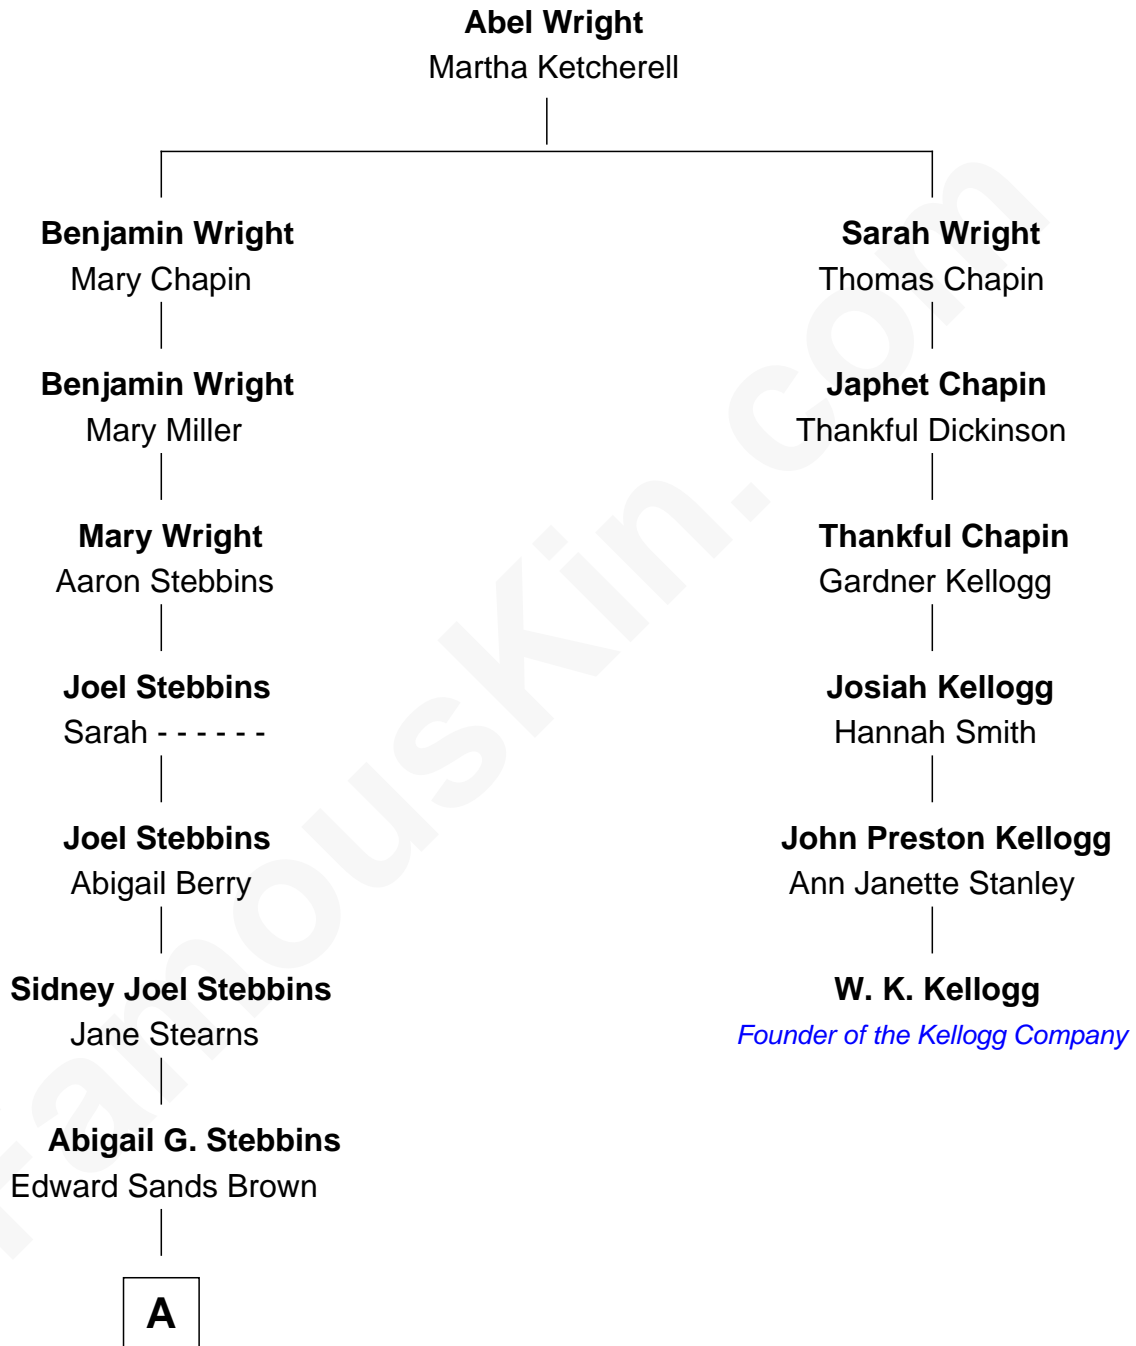 Abel Wright
Martha Ketcherell
Benjamin Wright
Mary Chapin
Benjamin Wright
Mary Miller
Mary Wright
Aaron Stebbins
Joel Stebbins
Sarah - - - - - -
Joel Stebbins
Abigail Berry
Sidney Joel Stebbins
Jane Stearns
Abigail G. Stebbins
Edward Sands Brown
A
Sarah Wright
Thomas Chapin
Japhet Chapin
Thankful Dickinson
Thankful Chapin
Gardner Kellogg
Josiah Kellogg
Hannah Smith
John Preston Kellogg
Ann Janette Stanley
W. K. Kellogg
Founder of the Kellogg Company
FamousKin.com